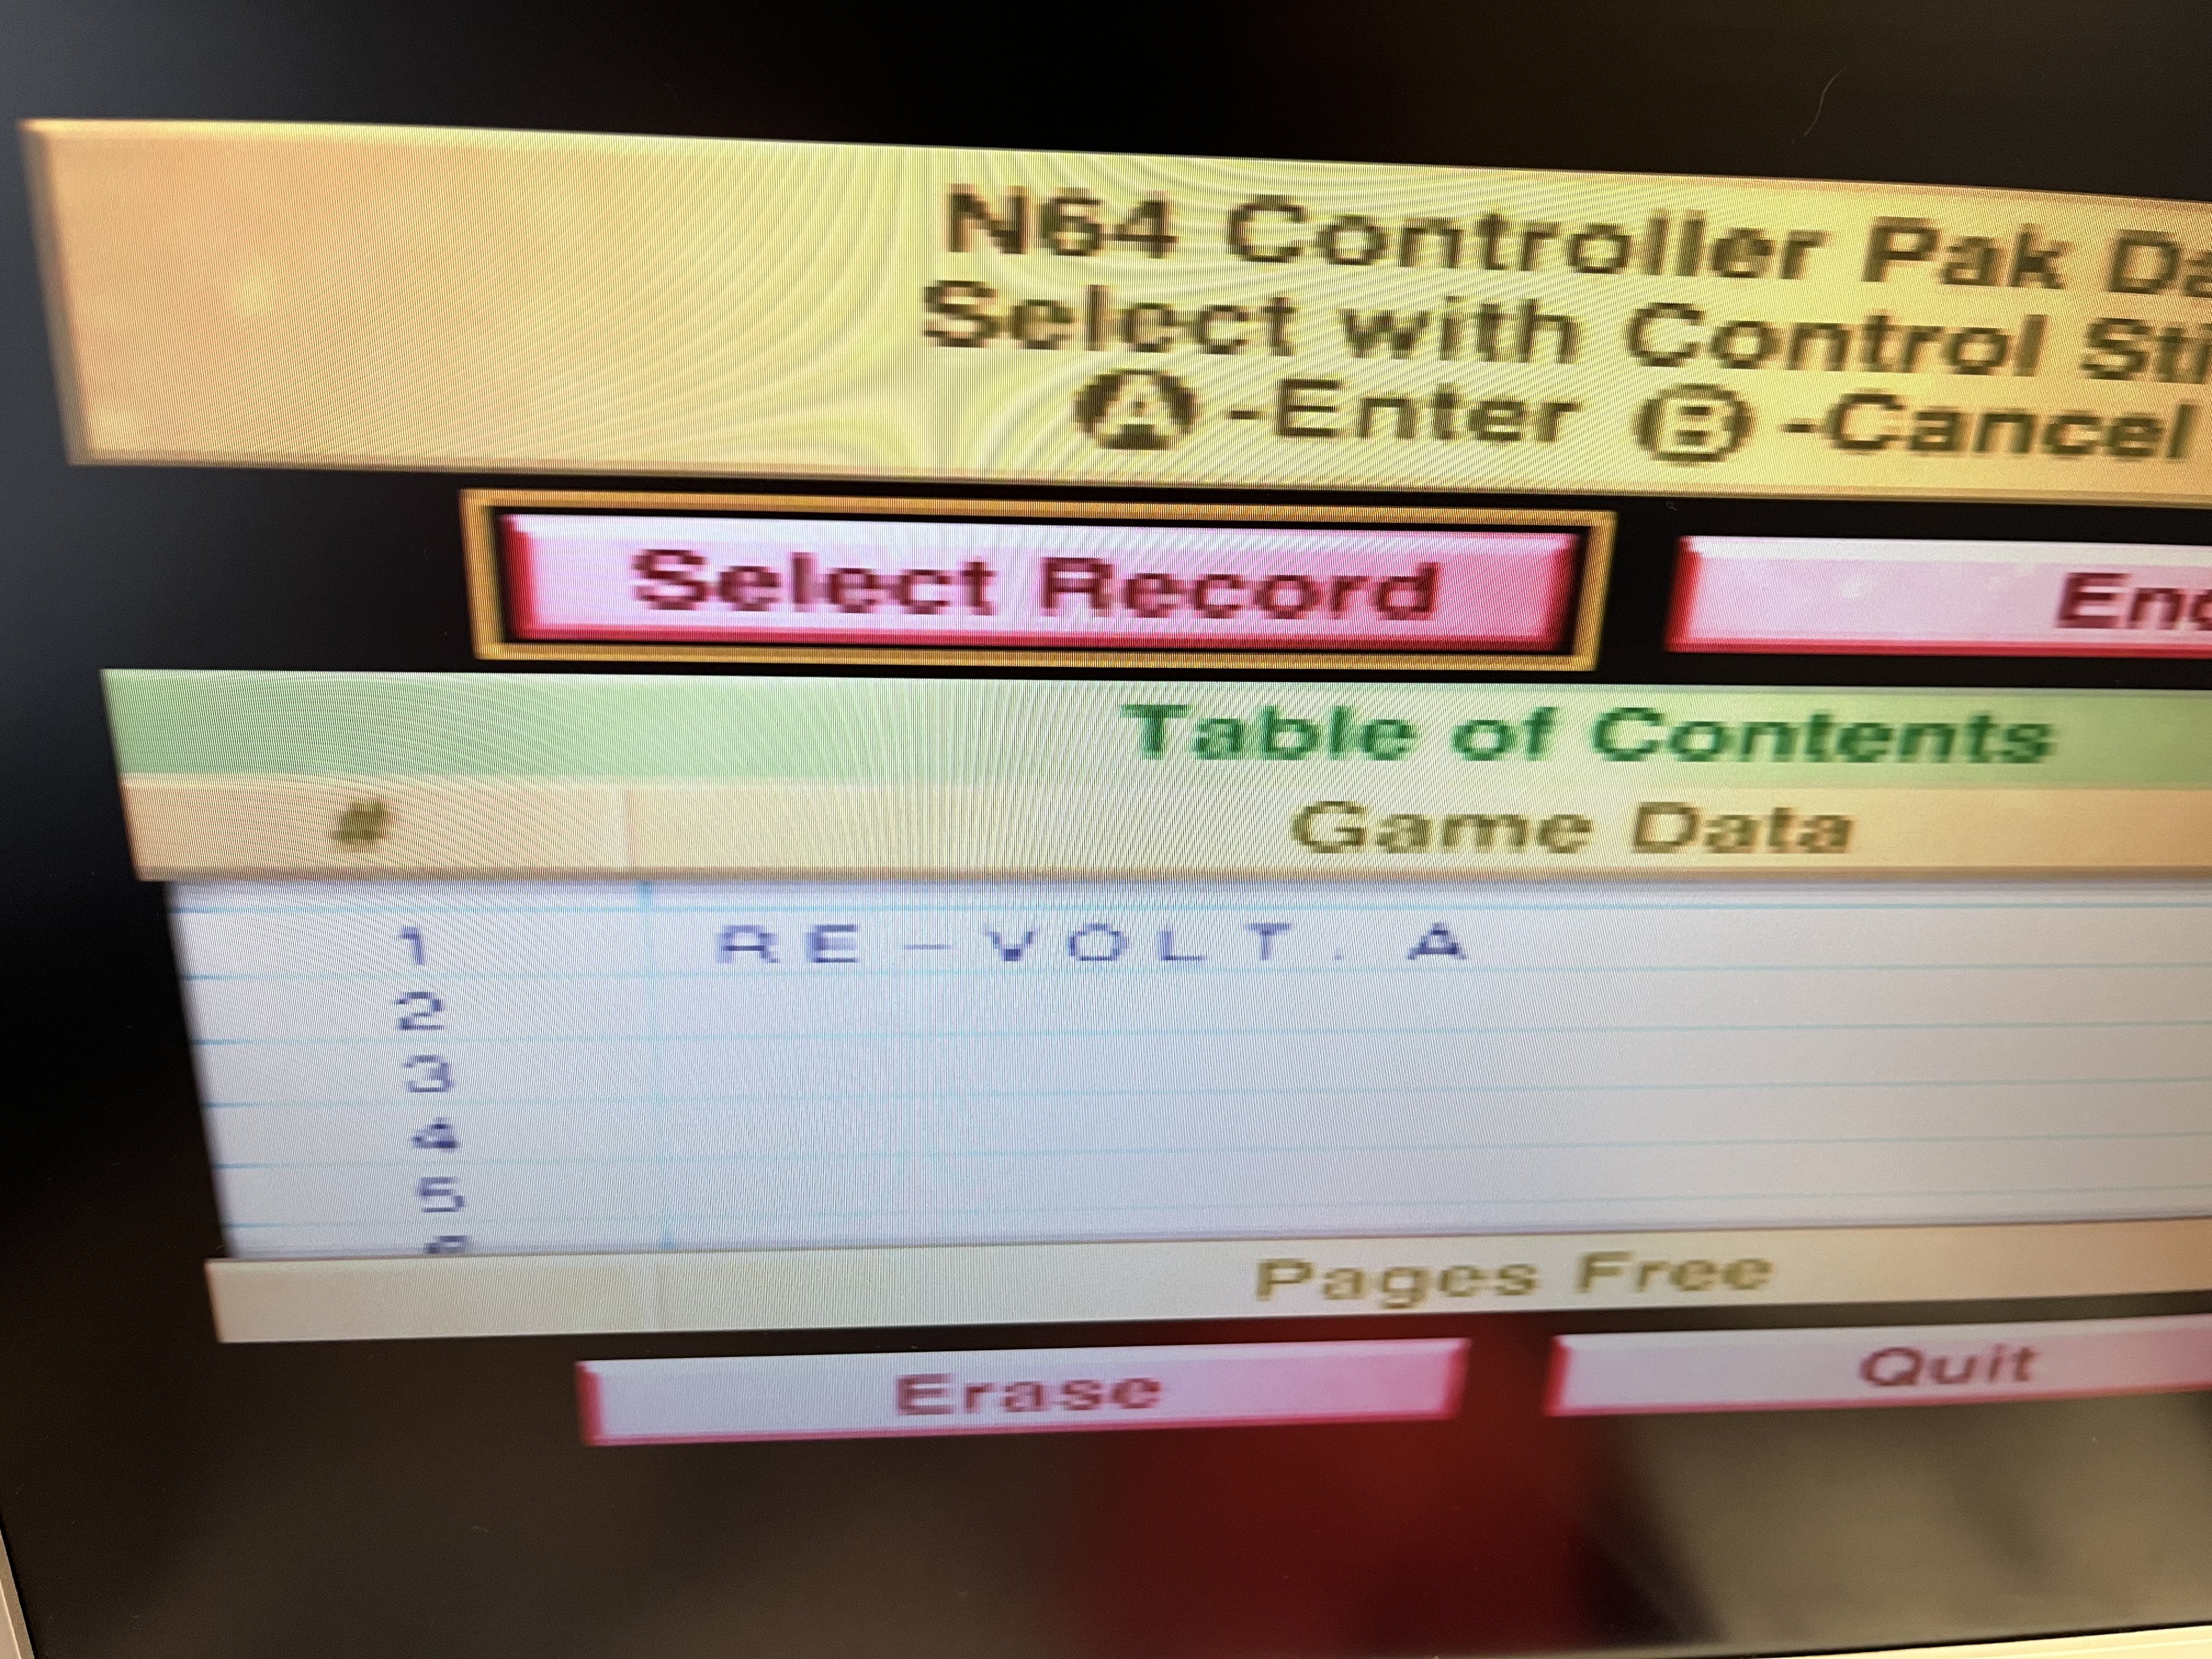 N64 Controller Pak
Select with Control
A -Enter B -Cancel
Select Record
Table of Contents
#
Game Data
1 RE-VOLT.A
2
3
4
5
Pages Free
Erase Quit